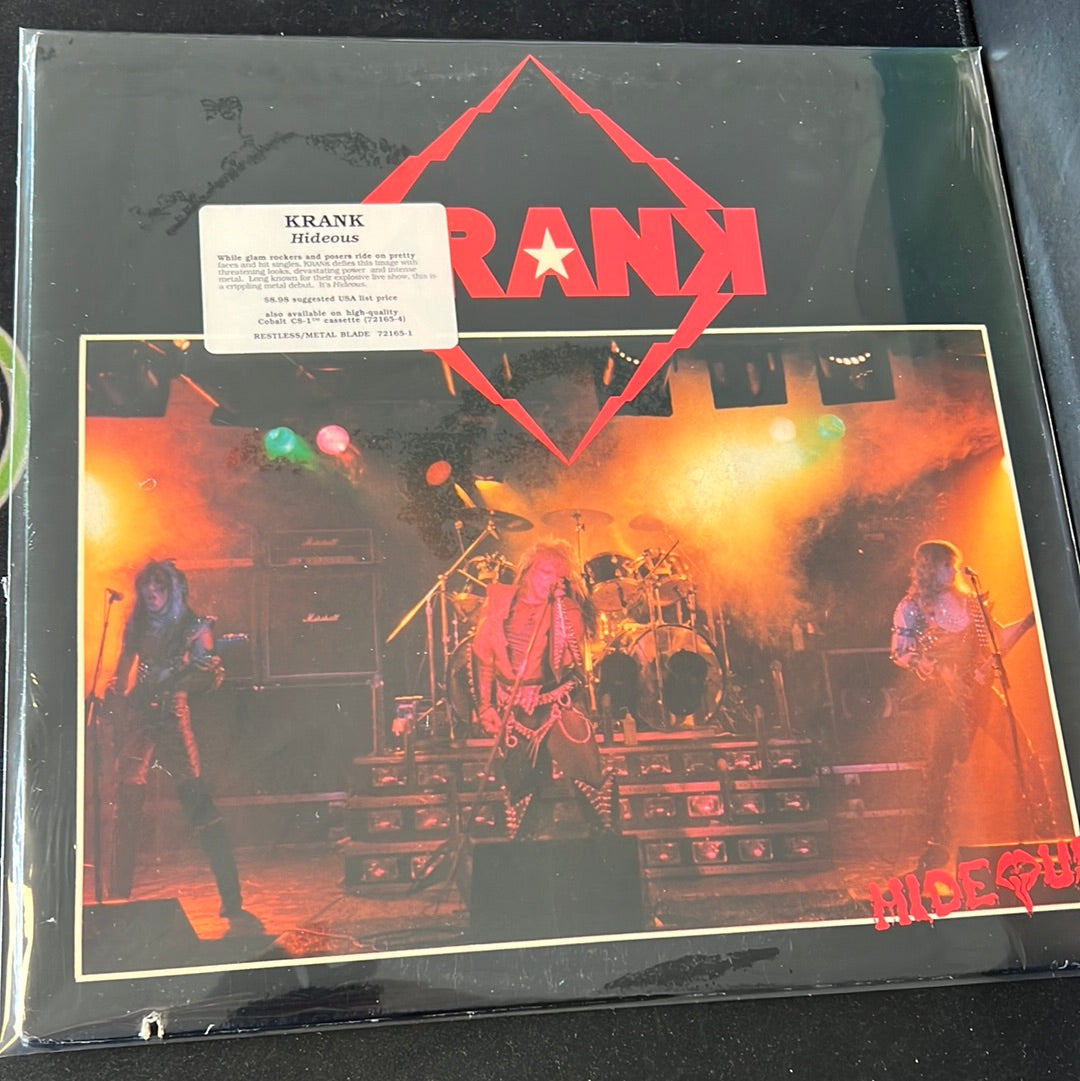 KRANK
Hideous
While glam rockers and posers ride on pretty
faces and hit singles, KRANK defies this image with
threatening looks, devastating power and intense
metal. Long known for their explosive live show, this is
a crippling metal debut. It's Hideous.
$8.98 suggested USA list price
also available on high-quality
Cobalt CS-1™ cassette (72165-4)
RESTLESS/METAL BLADE 72165-1
RANK
Marshall
Marshall
HIDEOU